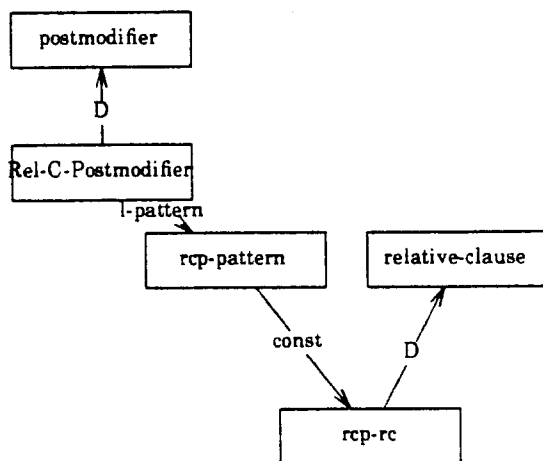 postmodifier
D
Rel-C-Postmodifier
l-pattern
rcp-pattern
relative-clause
const
D
rcp-rc